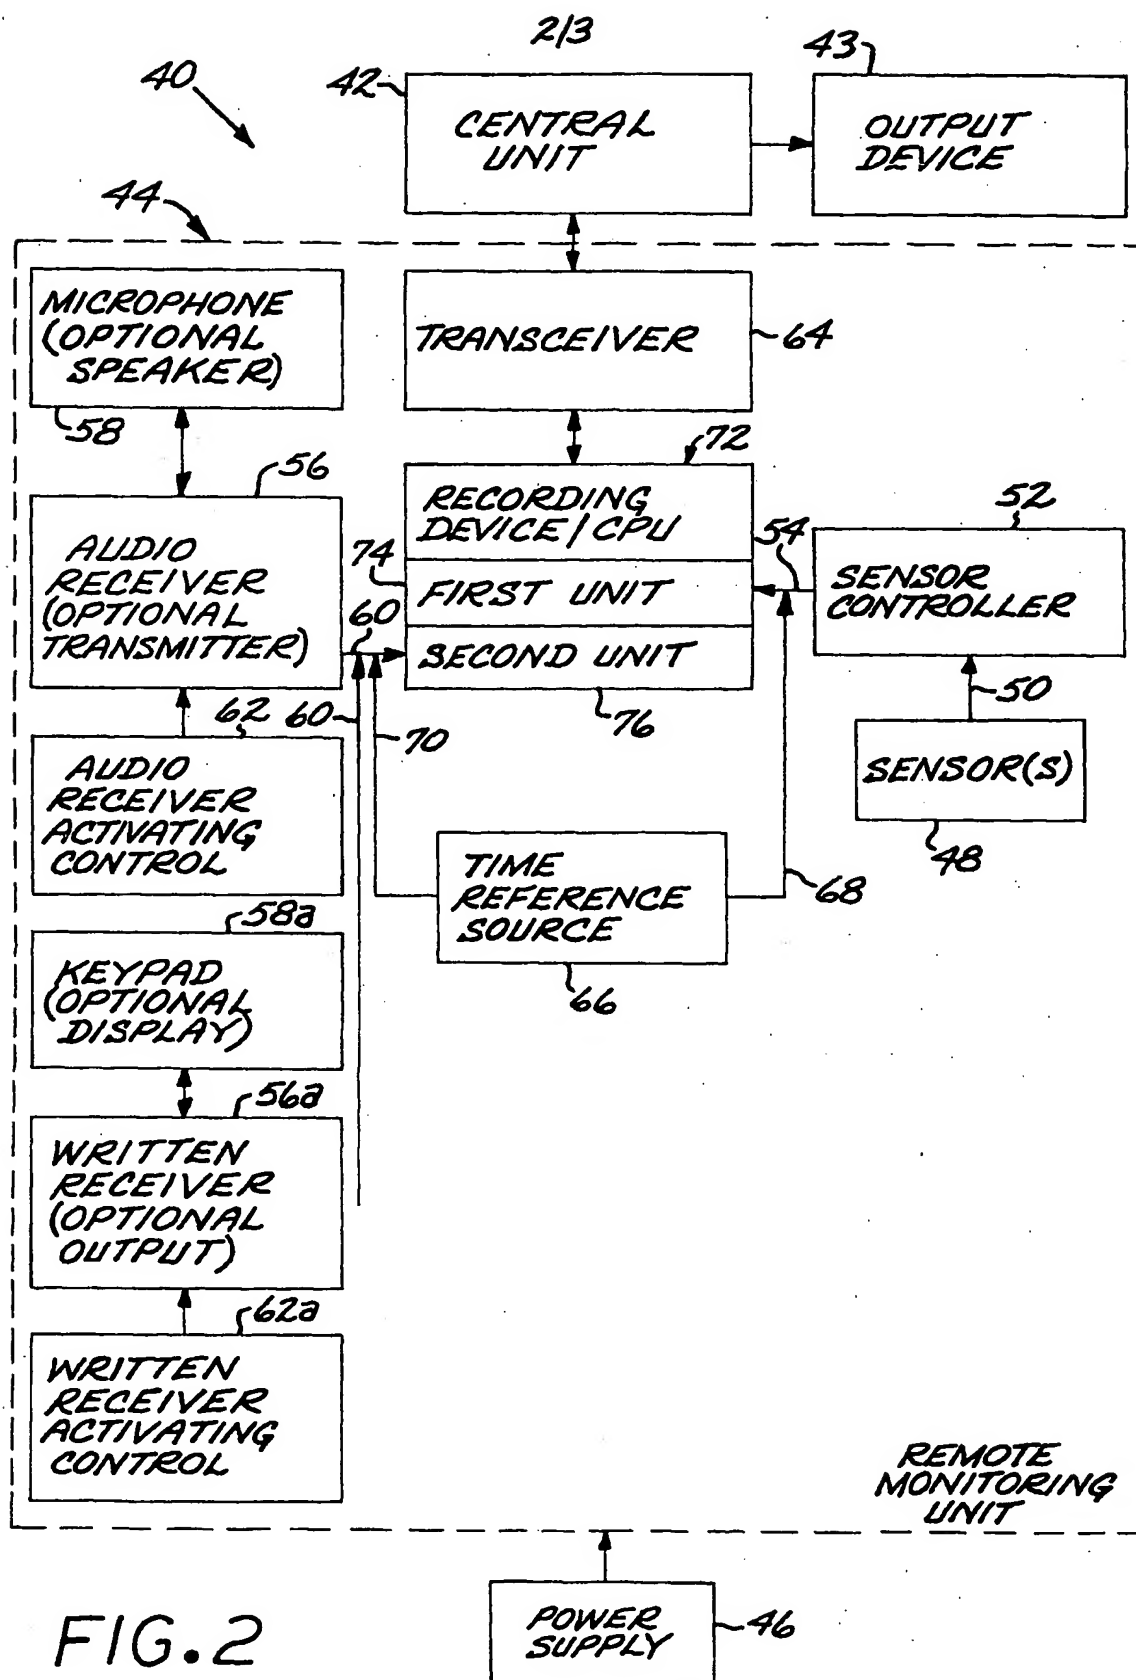 2/3
40
42
CENTRAL
UNIT
43
OUTPUT
DEVICE
44
MICROPHONE
(OPTIONAL
SPEAKER)
58
TRANSCEIVER
64
56
AUDIO
RECEIVER
(OPTIONAL
TRANSMITTER)
72
RECORDING
DEVICE/CPU
74
FIRST UNIT
60
SECOND UNIT
76
54
52
SENSOR
CONTROLLER
50
SENSOR(S)
48
62
60
70
AUDIO
RECEIVER
ACTIVATING
CONTROL
TIME
REFERENCE
SOURCE
66
68
58a
KEYPAD
(OPTIONAL
DISPLAY)
56a
WRITTEN
RECEIVER
(OPTIONAL
OUTPUT)
62a
WRITTEN
RECEIVER
ACTIVATING
CONTROL
REMOTE
MONITORING
UNIT
POWER
SUPPLY
46
FIG.2